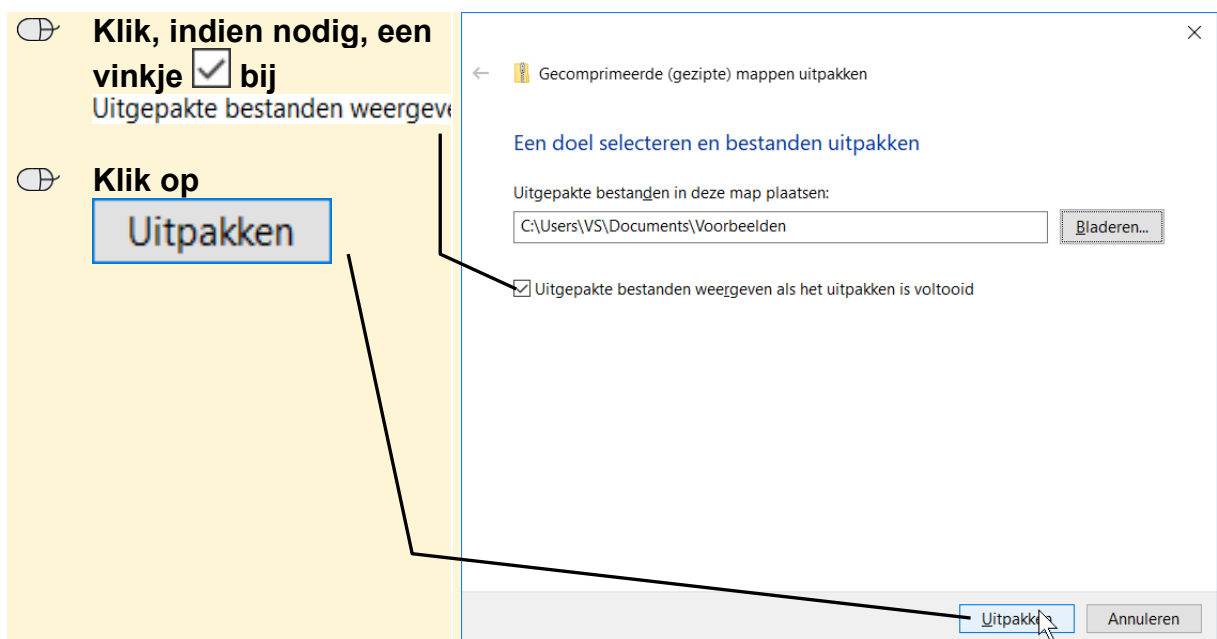 Klik, indien nodig, een
vinkje bij
Uitgepakte bestanden weergeve
Klik op
Uitpakken
Gecomprimeerde (gezipte) mappen uitpakken
Een doel selecteren en bestanden uitpakken
Uitgepakte bestanden in deze map plaatsen:
C:\Users\VS\Documents\Voorbeelden
Bladeren...
Uitgepakte bestanden weergeven als het uitpakken is voltooid
Uitpakken
Annuleren